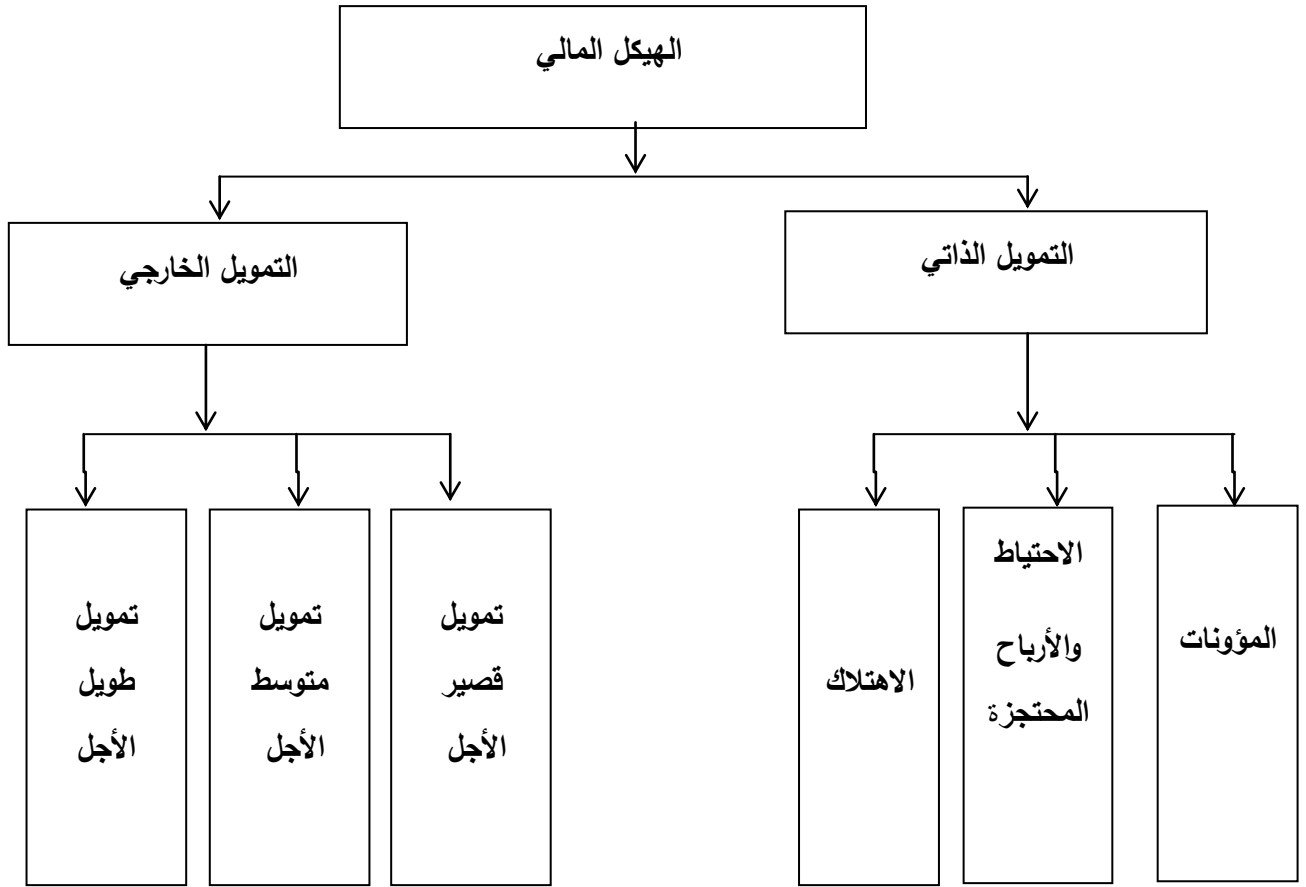 الهيكل المالي
التمويل الذاتي
التمويل الخارجي
المؤونات
الاحتياط
والأرباح
المحتجزة
الاهتلاك
تمويل
قصير
الأجل
تمويل
متوسط
الأجل
تمويل
طويل
الأجل